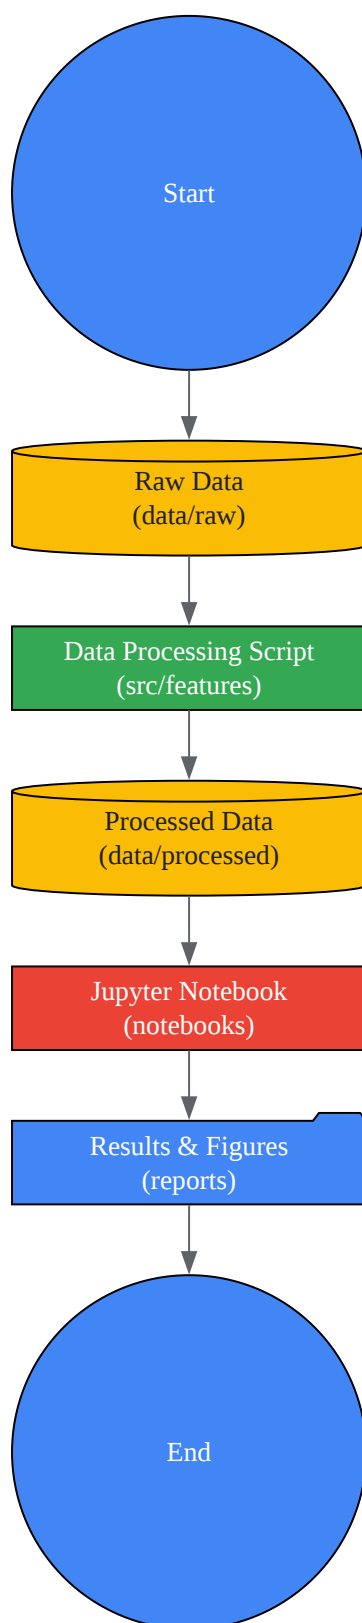 Start
Raw Data
(data/raw)
Data Processing Script
(src/features)
Processed Data
(data/processed)
Jupyter Notebook
(notebooks)
Results & Figures
(reports)
End